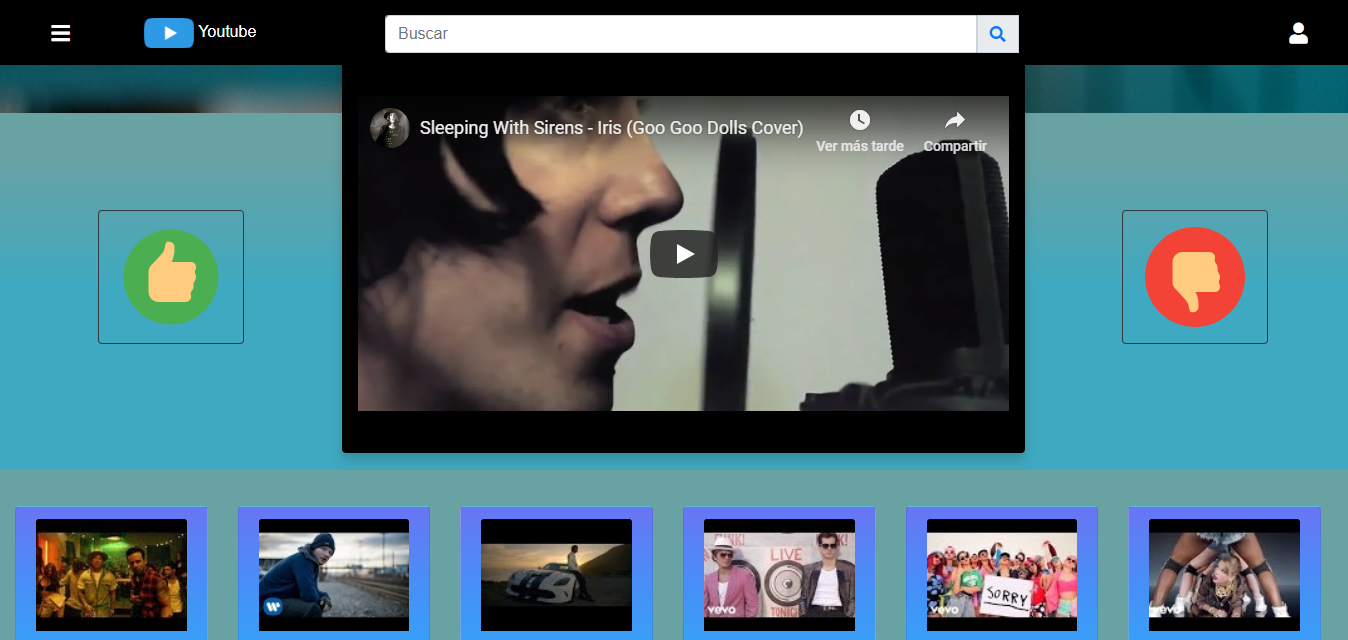 Youtube
Buscar
Sleeping With Sirens - Iris (Goo Goo Dolls Cover)
Ver más tarde
Compartir
LIVE
TONIGHT
vevo
SORRY
vevo
vevo